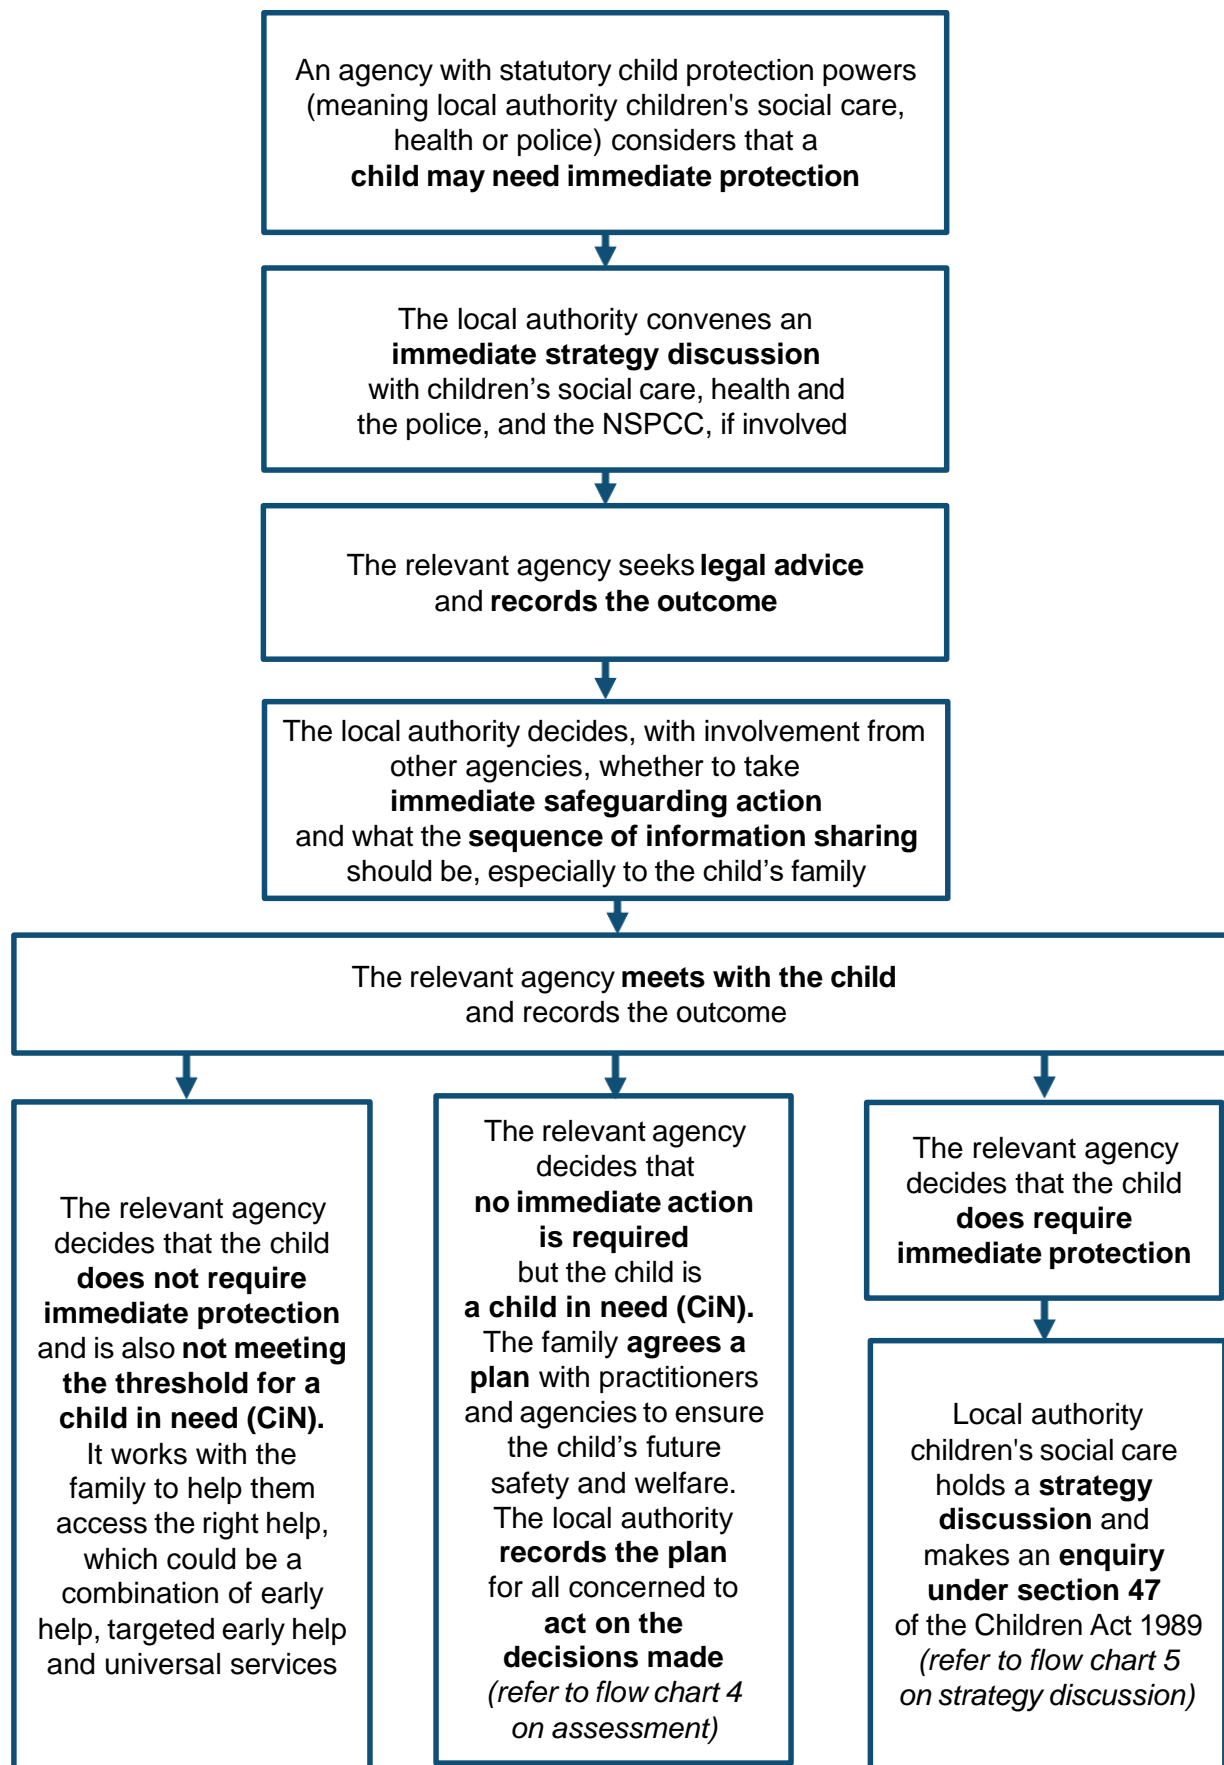 An agency with statutory child protection powers
(meaning local authority children's social care,
health or police) considers that a
child may need immediate protection
The local authority convenes an
immediate strategy discussion
with children’s social care, health and
the police, and the NSPCC, if involved
The relevant agency seeks legal advice
and records the outcome
The local authority decides, with involvement from
other agencies, whether to take
immediate safeguarding action
and what the sequence of information sharing
should be, especially to the child’s family
The relevant agency meets with the child
and records the outcome
The relevant agency
decides that the child
does not require
immediate protection
and is also not meeting
the threshold for a
child in need (CiN).
It works with the
family to help them
access the right help,
which could be a
combination of early
help, targeted early help
and universal services
The relevant agency
decides that
no immediate action
is required
but the child is
a child in need (CiN).
The family agrees a
plan with practitioners
and agencies to ensure
the child’s future
safety and welfare.
The local authority
records the plan
for all concerned to
act on the
decisions made
(refer to flow chart 4
on assessment)
The relevant agency
decides that the child
does require
immediate protection
Local authority
children's social care
holds a strategy
discussion and
makes an enquiry
under section 47
of the Children Act 1989
(refer to flow chart 5
on strategy discussion)